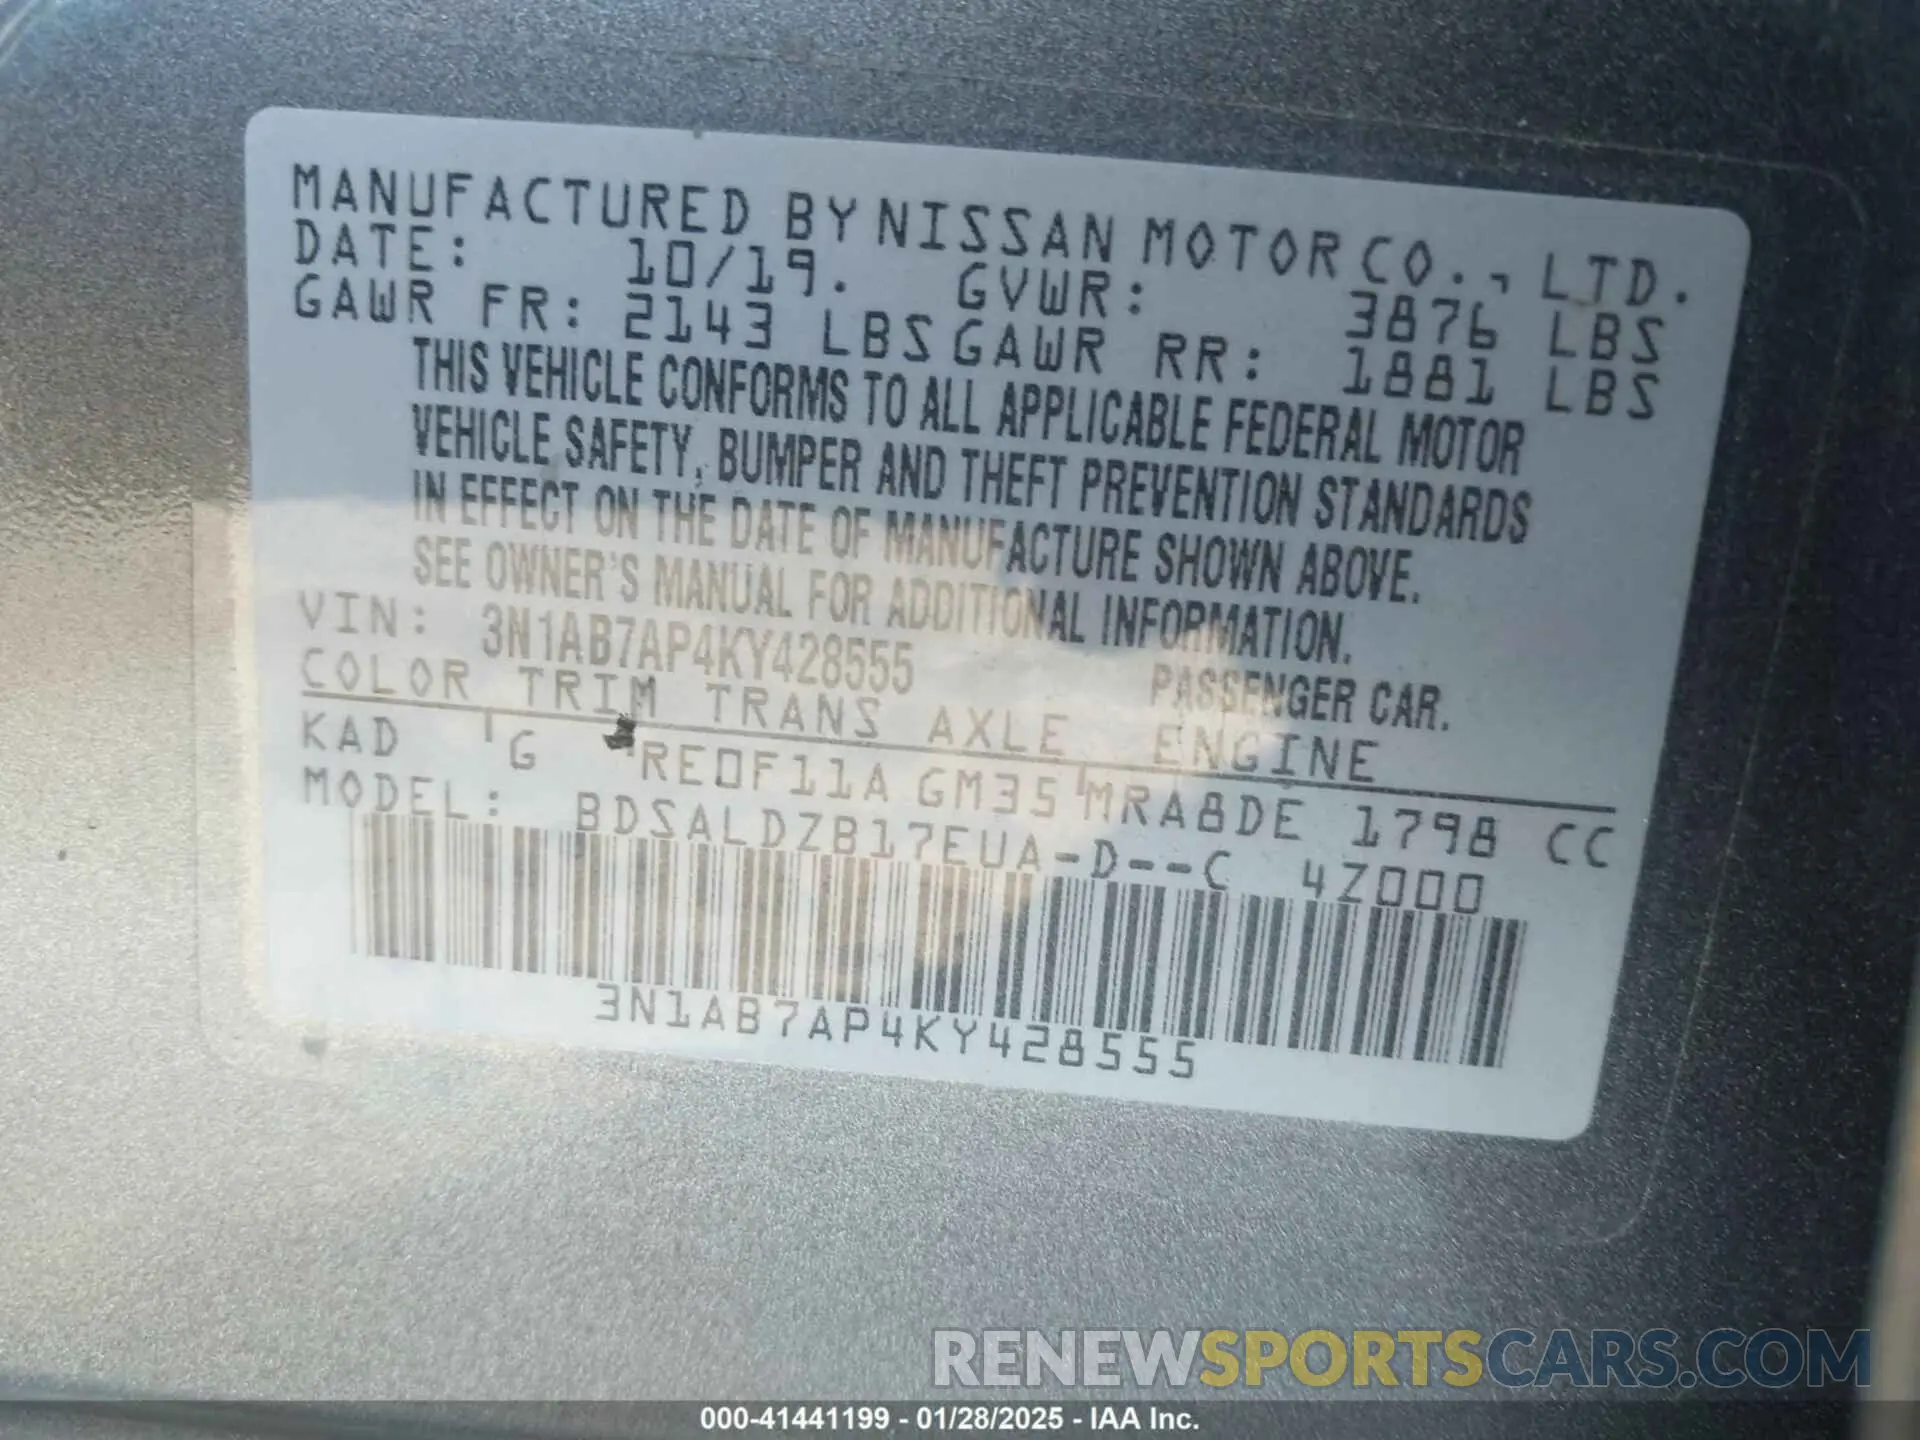 MANUFACTURED BY NISSAN MOTOR CO., LTD.
DATE: 10/19. GVWR: 3876 LBS
GAWR FR: 2143 LBS GAWR RR: 1881 LBS
THIS VEHICLE CONFORMS TO ALL APPLICABLE FEDERAL MOTOR
VEHICLE SAFETY, BUMPER AND THEFT PREVENTION STANDARDS
IN EFFECT ON THE DATE OF MANUFACTURE SHOWN ABOVE.
SEE OWNER'S MANUAL FOR ADDITIONAL INFORMATION.
VIN: 3N1AB7AP4KY428555 PASSENGER CAR.
COLOR TRIM TRANS AXLE ENGINE
KAD G RE0F11A GM35 MRA8DE 1798 CC
MODEL: BDSALDZB17EUA-D--C 4Z000
3N1AB7AP4KY428555
RENEWSPORTSCARS.COM
000-41441199 - 01/28/2025 - IAA Inc.